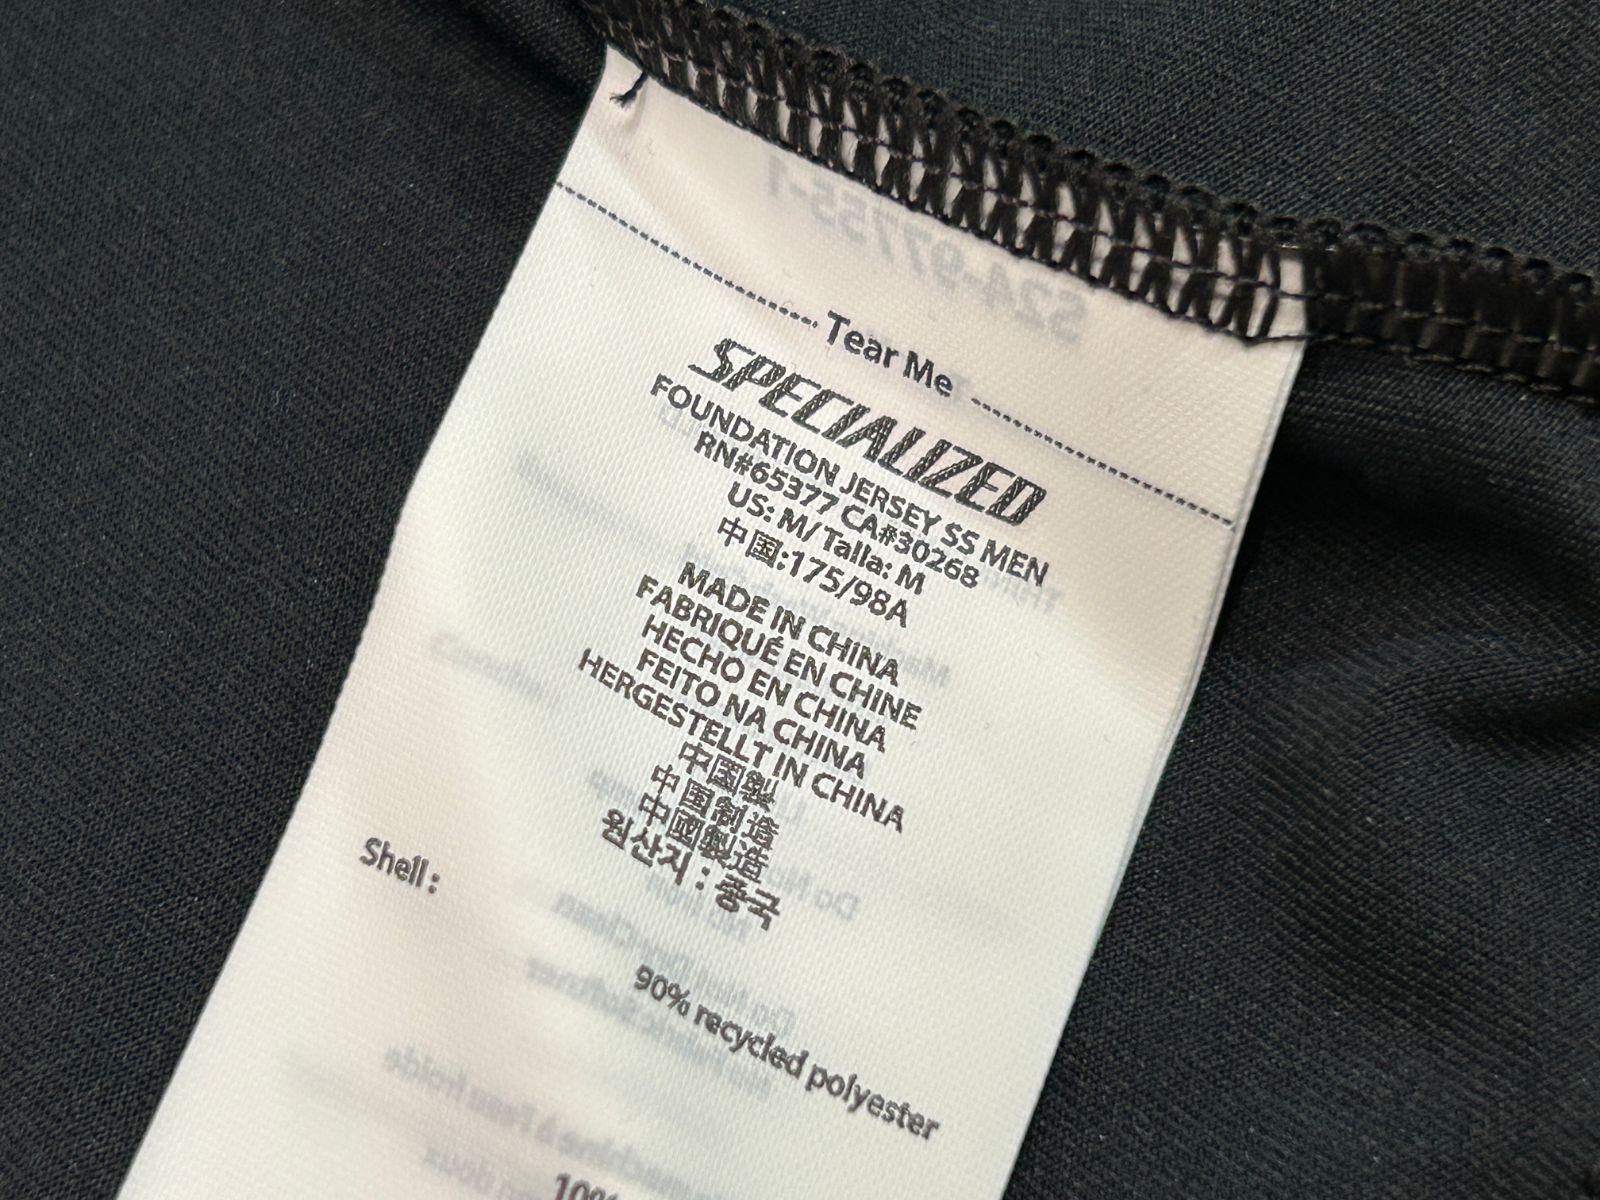 Tear Me
SPECIALIZED
FOUNDATION JERSEY SS MEN
RN#65377 CA#30268
US: M/ Talla: M
中国:175/98A
MADE IN CHINA
FABRIQUÉ EN CHINE
HECHO EN CHINA
FEITO NA CHINA
HERGESTELLT IN CHINA
中国製
中国制造
中國製造
원산지 : 중국
Shell :
90% recycled polyester
10%